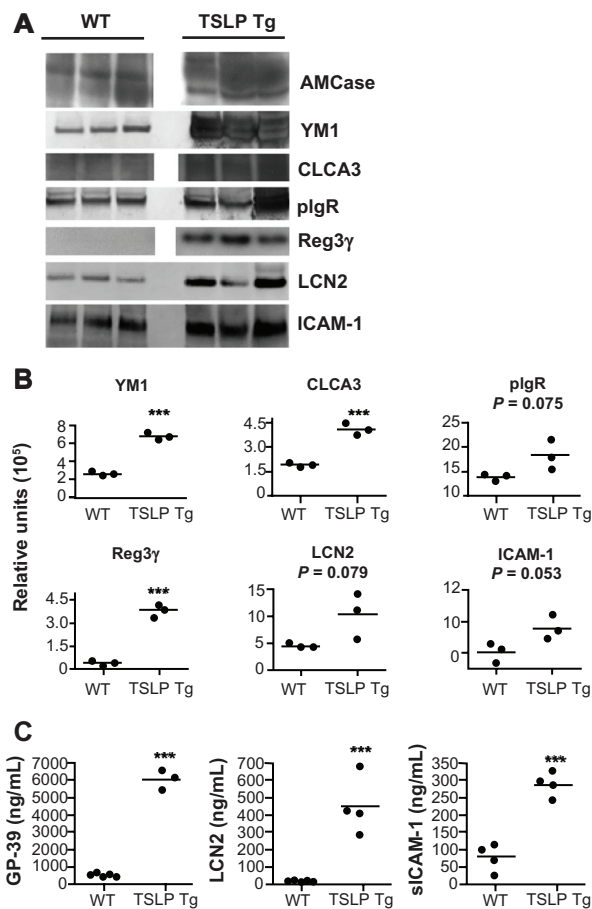 A
WT
TSLP Tg
AMCase
YM1
CLCA3
pIgR
Reg3γ
LCN2
ICAM-1
B
Relative units (10⁵)
YM1
***
8
6
4
2
0
WT
TSLP Tg
CLCA3
***
4.5
3
1.5
0
WT
TSLP Tg
pIgR
P = 0.075
25
20
15
10
WT
TSLP Tg
Reg3γ
***
4.5
3
1.5
0
WT
TSLP Tg
LCN2
P = 0.079
15
10
5
0
WT
TSLP Tg
ICAM-1
P = 0.053
12
10
0
WT
TSLP Tg
C
GP-39 (ng/mL)
***
7000
6000
5000
4000
3000
2000
1000
0
WT
TSLP Tg
LCN2 (ng/mL)
***
700
600
500
400
300
200
100
0
WT
TSLP Tg
sICAM-1 (ng/mL)
***
350
300
250
200
150
100
50
0
WT
TSLP Tg